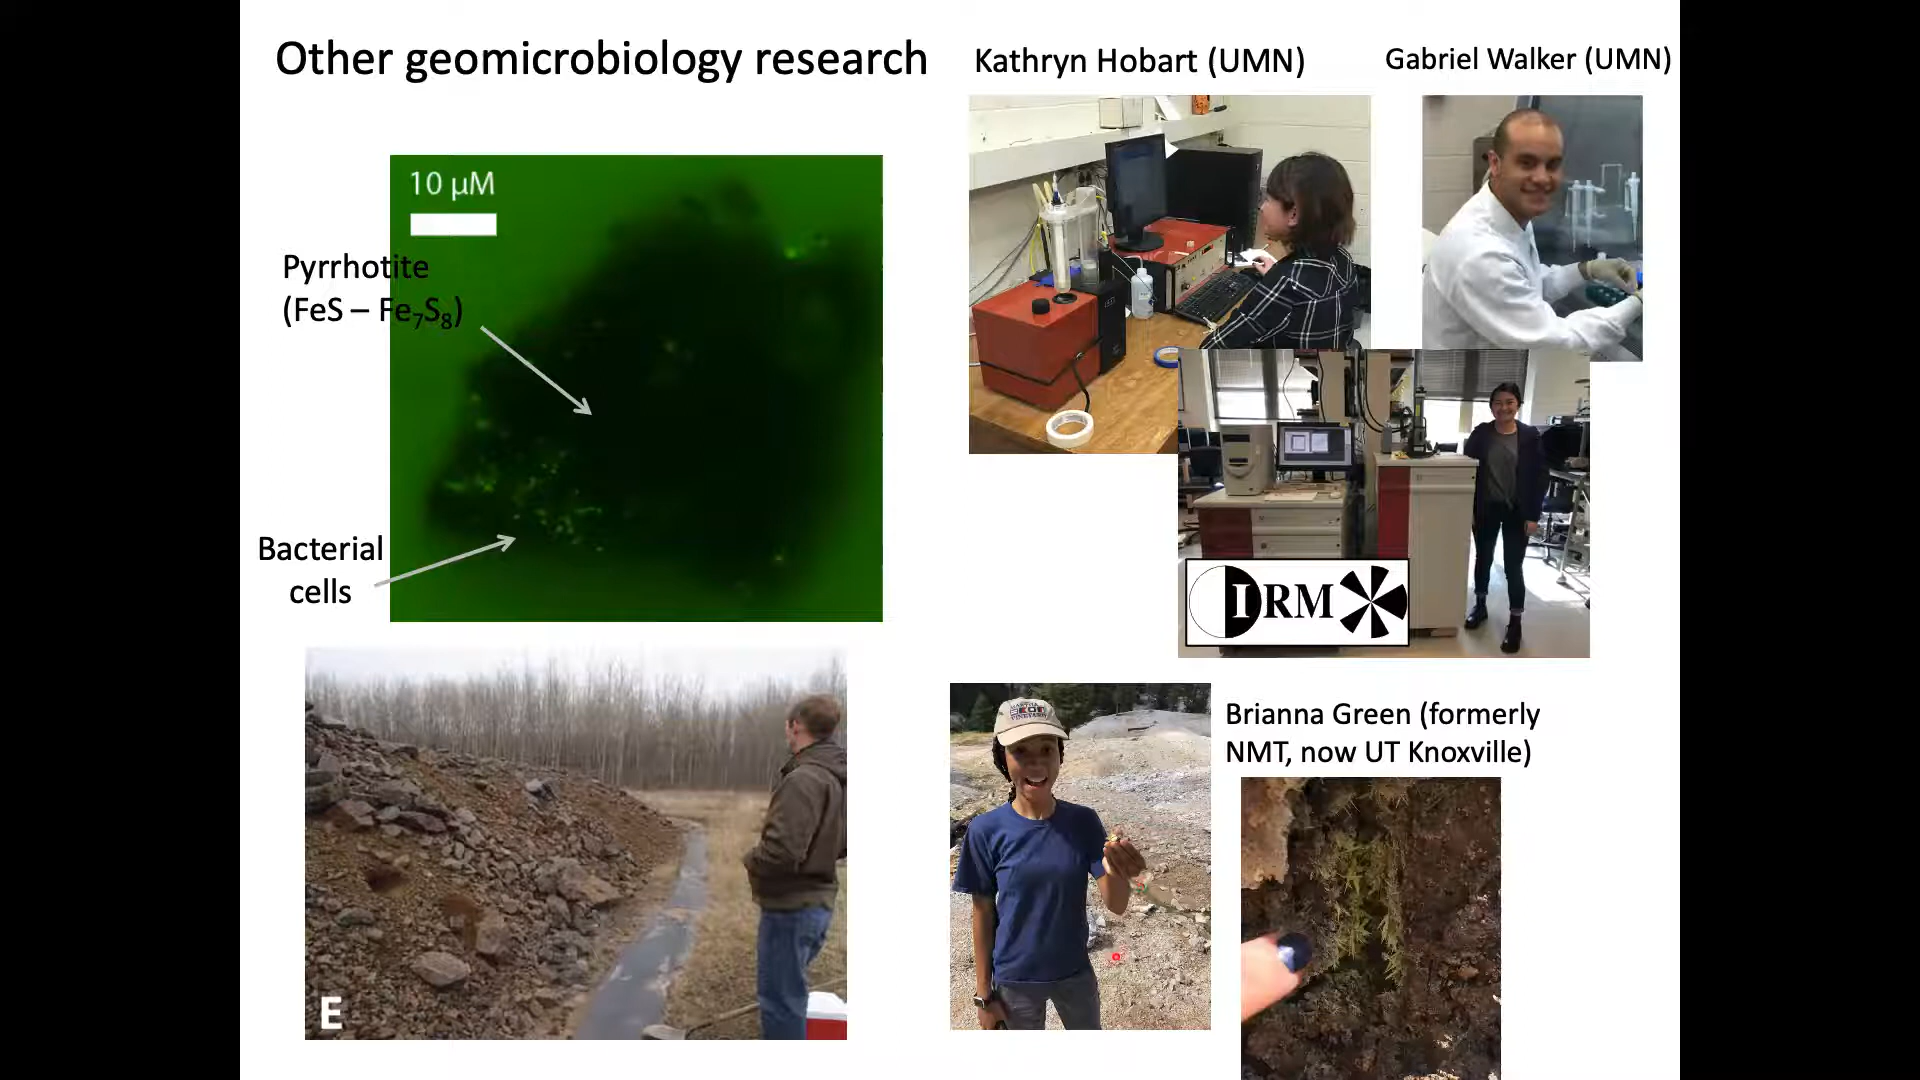 Other geomicrobiology research
Kathryn Hobart (UMN)
Gabriel Walker (UMN)
10 µM
Pyrrhotite
(FeS – Fe₇S₈)
Bacterial
cells
IRM
E
Brianna Green (formerly
NMT, now UT Knoxville)